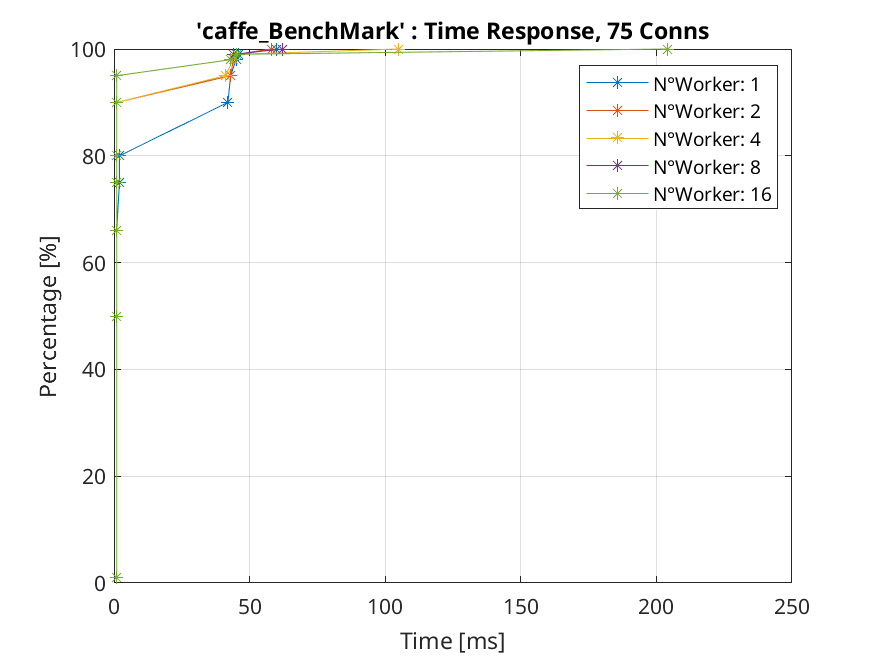 'caffe_BenchMark' : Time Response, 75 Conns
100
80
60
40
20
0
Percentage [%]
N°Worker: 1
N°Worker: 2
N°Worker: 4
N°Worker: 8
N°Worker: 16
0 50 100 150 200 250
Time [ms]